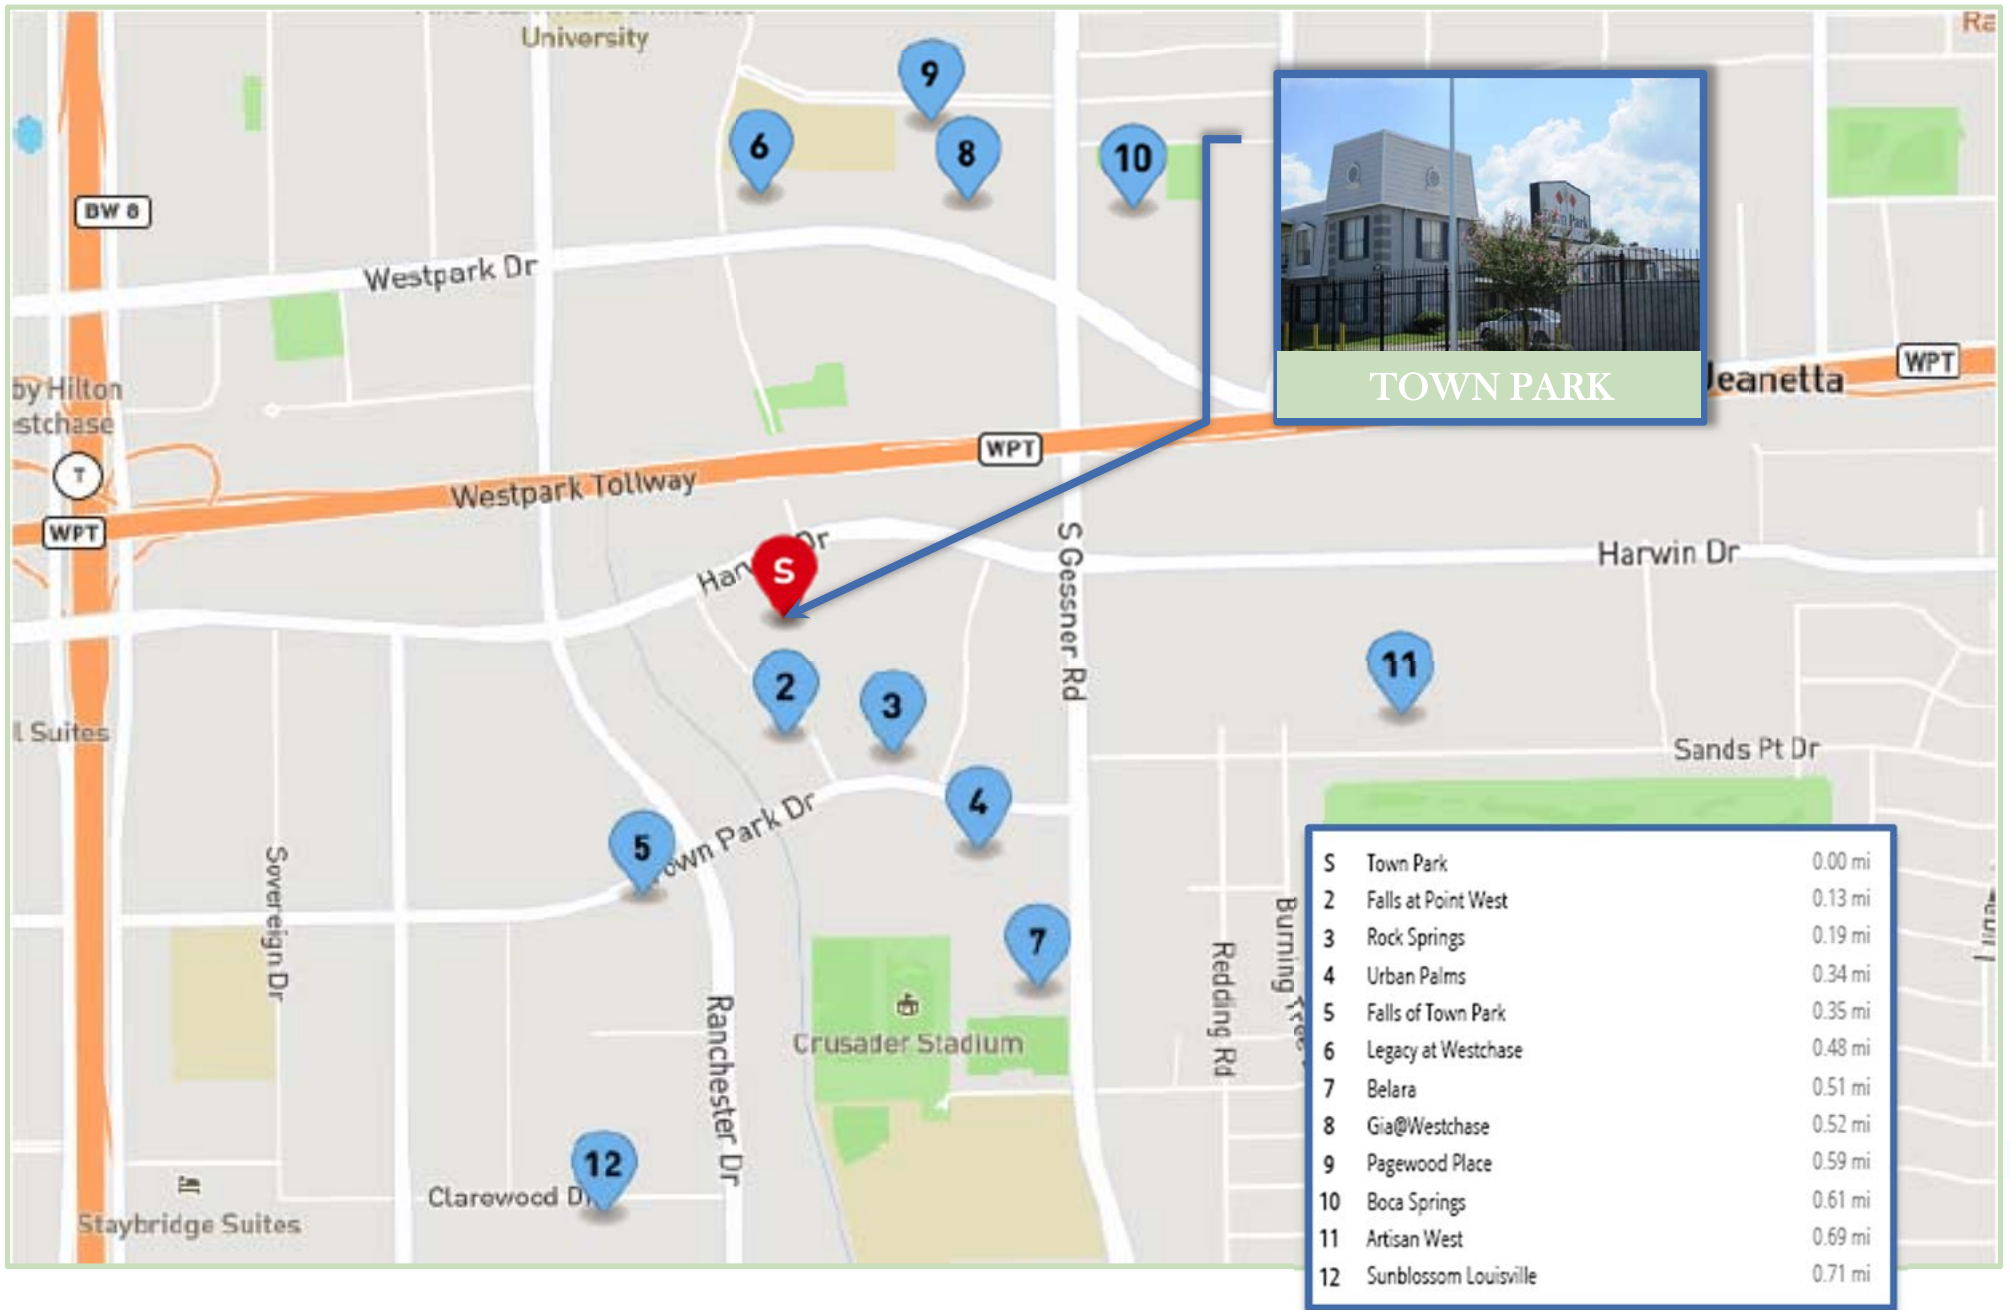 University
9
6
8
10
BW 8
Westpark Dr
Town Park
TOWN PARK
Jeanetta
WPT
by Hilton
WPT
T
Westpark Tollway
WPT
S
Harwin Dr
S Gessner Rd
2
3
11
Suites
Sands Pt Dr
4
5
Town Park Dr
7
Sovereign Dr
Redding Rd
Burning Tree
Crusader Stadium
Ranchester Dr
12
Clarewood Dr
Staybridge Suites
S Town Park 0.00 mi
2 Falls at Point West 0.13 mi
3 Rock Springs 0.19 mi
4 Urban Palms 0.34 mi
5 Falls of Town Park 0.35 mi
6 Legacy at Westchase 0.48 mi
7 Belara 0.51 mi
8 Gia@Westchase 0.52 mi
9 Pagewood Place 0.59 mi
10 Boca Springs 0.61 mi
11 Artisan West 0.69 mi
12 Sunblossom Louisville 0.71 mi